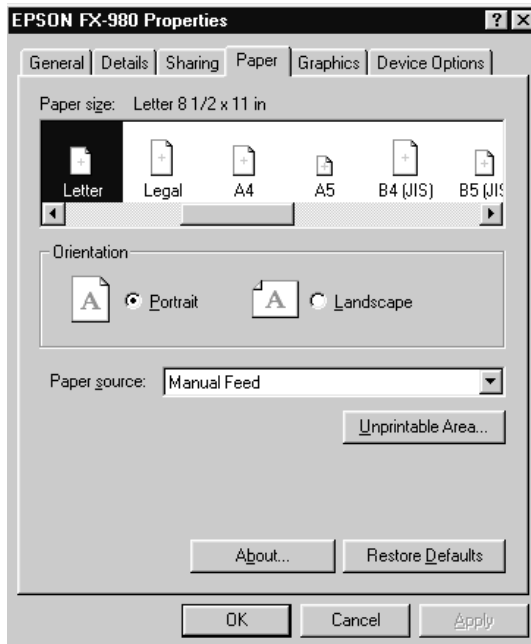 EPSON FX-980 Properties
General Details Sharing Paper Graphics Device Options
Paper size: Letter 8 1/2 x 11 in
Letter Legal A4 A5 B4 (JIS) B5 (JIS
Orientation
A Portrait A Landscape
Paper source: Manual Feed
Unprintable Area...
About... Restore Defaults
OK Cancel Apply